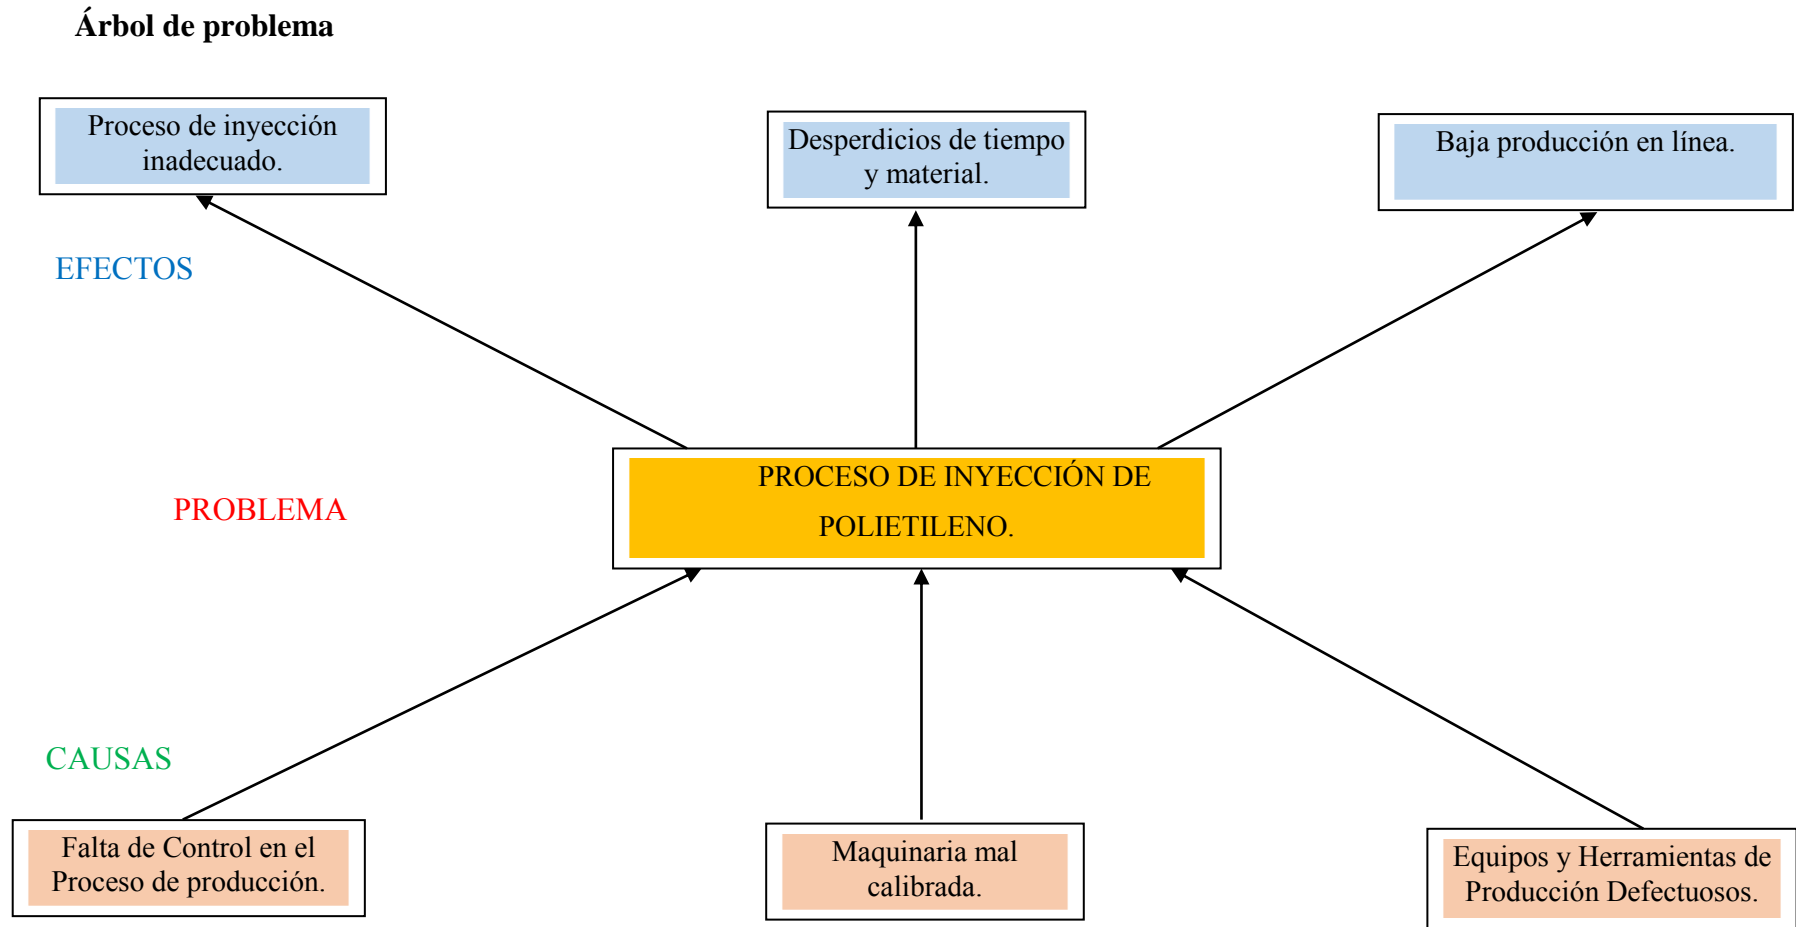 Árbol de problema
Proceso de inyección
inadecuado.
Desperdicios de tiempo
y material.
Baja producción en línea.
EFECTOS
PROCESO DE INYECCIÓN DE
POLIETILENO.
PROBLEMA
CAUSAS
Falta de Control en el
Proceso de producción.
Maquinaria mal
calibrada.
Equipos y Herramientas de
Producción Defectuosos.